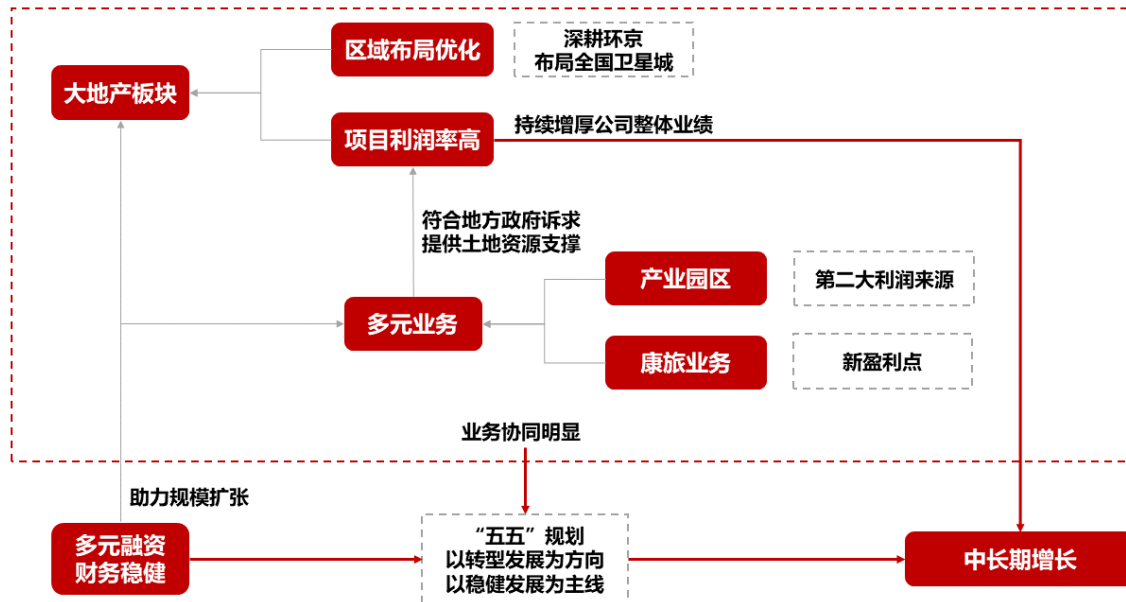 区域布局优化
深耕环京
布局全国卫星城
大地产板块
项目利润率高
持续增厚公司整体业绩
符合地方政府诉求
提供土地资源支撑
产业园区
第二大利润来源
多元业务
康旅业务
新盈利点
业务协同明显
助力规模扩张
多元融资
财务稳健
“五五”规划
以转型发展为方向
以稳健发展为主线
中长期增长